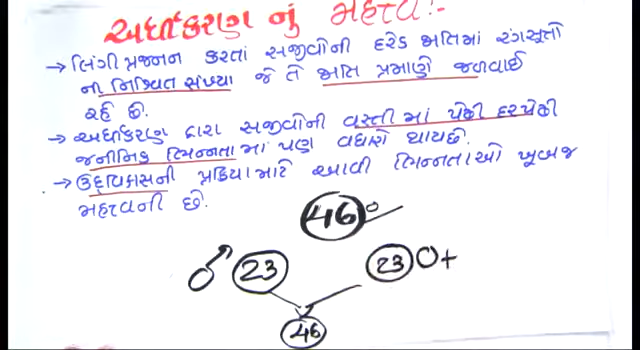 અર્ધીકરણ નું મહત્વ :-
→ લિંગી પ્રજનન કરતાં સજીવોની દરેક જાતિમાં રંગસૂત્રો
ની નિશ્ચિત સંખ્યા જે તે જાતિ પ્રમાણે જળવાઈ
રહે છે.
→ અર્ધીકરણ દ્વારા સજીવોની વસ્તી માં પેઢી દરપેઢી
જનીનિક ભિન્નતા માં પણ વધારો થાય છે.
→ ઉદ્‌વિકાસની પ્રક્રિયા માટે આવી ભિન્નતાઓ ખૂબજ
મહત્વની છે.
46
♂ 23 23 ♀
46